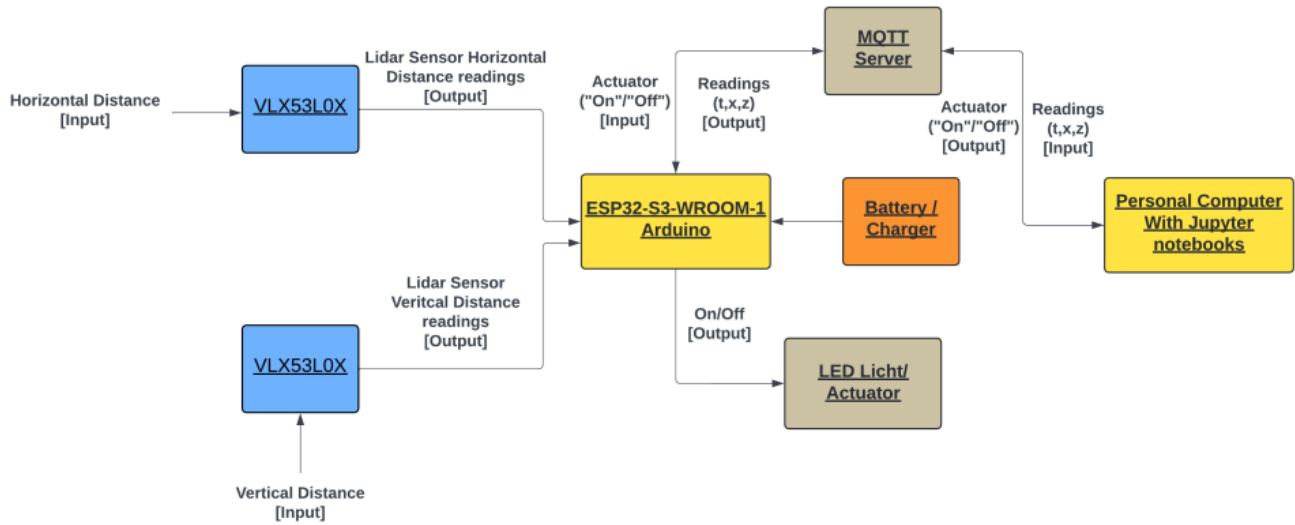 Horizontal Distance
[Input]
VLX53L0X
Lidar Sensor Horizontal
Distance readings
[Output]
Actuator
("On"/"Off")
[Input]
Readings
(t,x,z)
[Output]
MQTT
Server
Actuator
("On"/"Off")
[Output]
Readings
(t,x,z)
[Input]
ESP32-S3-WROOM-1
Arduino
Battery /
Charger
Personal Computer
With Jupyter
notebooks
Lidar Sensor
Veritcal Distance
readings
[Output]
On/Off
[Output]
VLX53L0X
LED Licht/
Actuator
Vertical Distance
[Input]